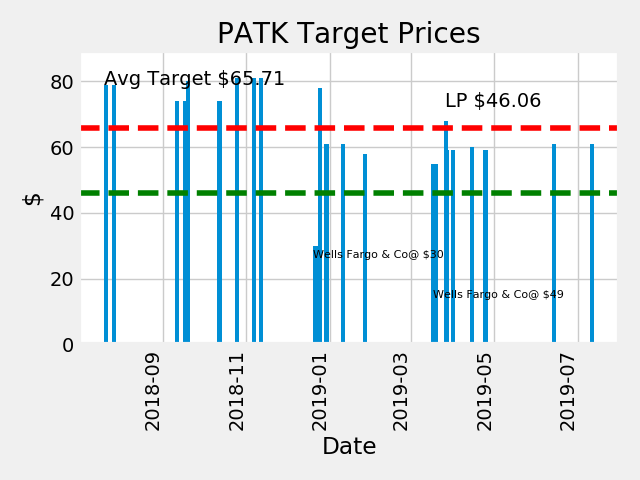 PATK Target Prices
Avg Target $65.71
LP $46.06
Wells Fargo & Co@ $30
Wells Fargo & Co@ $49
$
80
60
40
20
0
2018-09
2018-11
2019-01
2019-03
2019-05
2019-07
Date